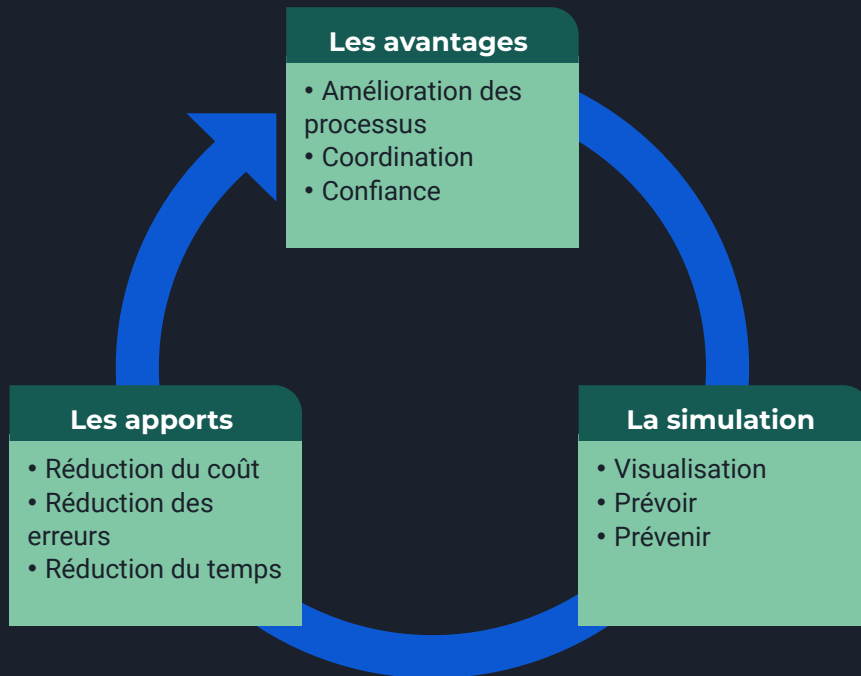 Les avantages
• Amélioration des
processus
• Coordination
• Confiance
Les apports
• Réduction du coût
• Réduction des
erreurs
• Réduction du temps
La simulation
• Visualisation
• Prévoir
• Prévenir